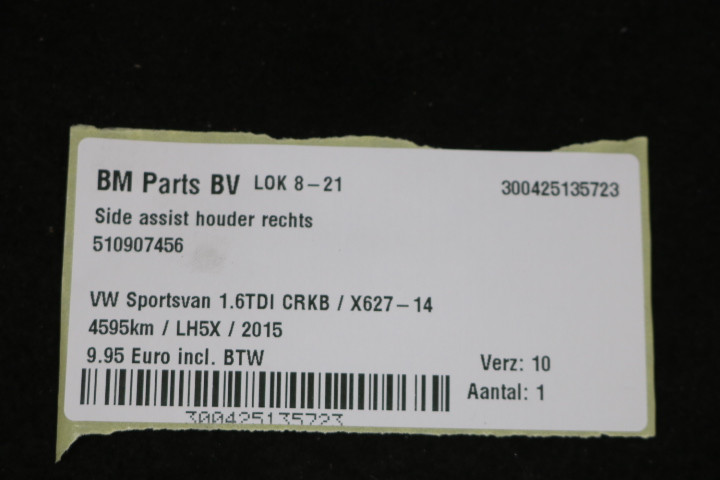 BM Parts BV LOK 8-21 300425135723
Side assist houder rechts
510907456
VW Sportsvan 1.6TDI CRKB / X627-14
4595km / LH5X / 2015
9.95 Euro incl. BTW Verz: 10
Aantal: 1
300425135723